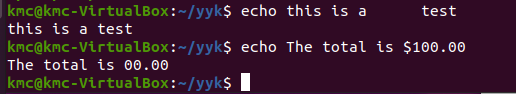 kmc@kmc-VirtualBox:~/yyk$ echo this is a      test
this is a test
kmc@kmc-VirtualBox:~/yyk$ echo The total is $100.00
The total is 00.00
kmc@kmc-VirtualBox:~/yyk$